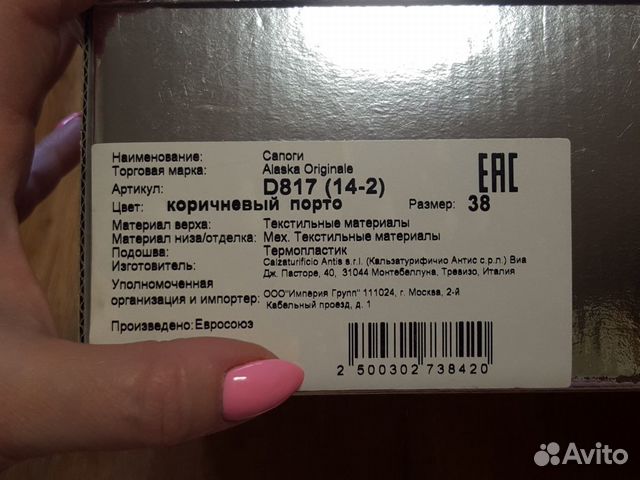 Наименование: Сапоги
Торговая марка: Alaska Originale
Артикул: D817 (14-2)
Цвет: коричневый порто Размер: 38
Материал верха: Текстильные материалы
Материал низа/отделка: Мех. Текстильные материалы
Подошва: Термопластик
Изготовитель: Calzaturificio Antis s.r.l. (Кальзатурифичио Антис с.р.л.) Виа
Дж. Пасторе, 40, 31044 Монтебеллуна, Тревизо, Италия
Уполномоченная
организация и импортер: ООО"Империя Групп" 111024, г. Москва, 2-й
Кабельный проезд, д. 1
Произведено: Евросоюз
EAC
2 500302 738420
Avito